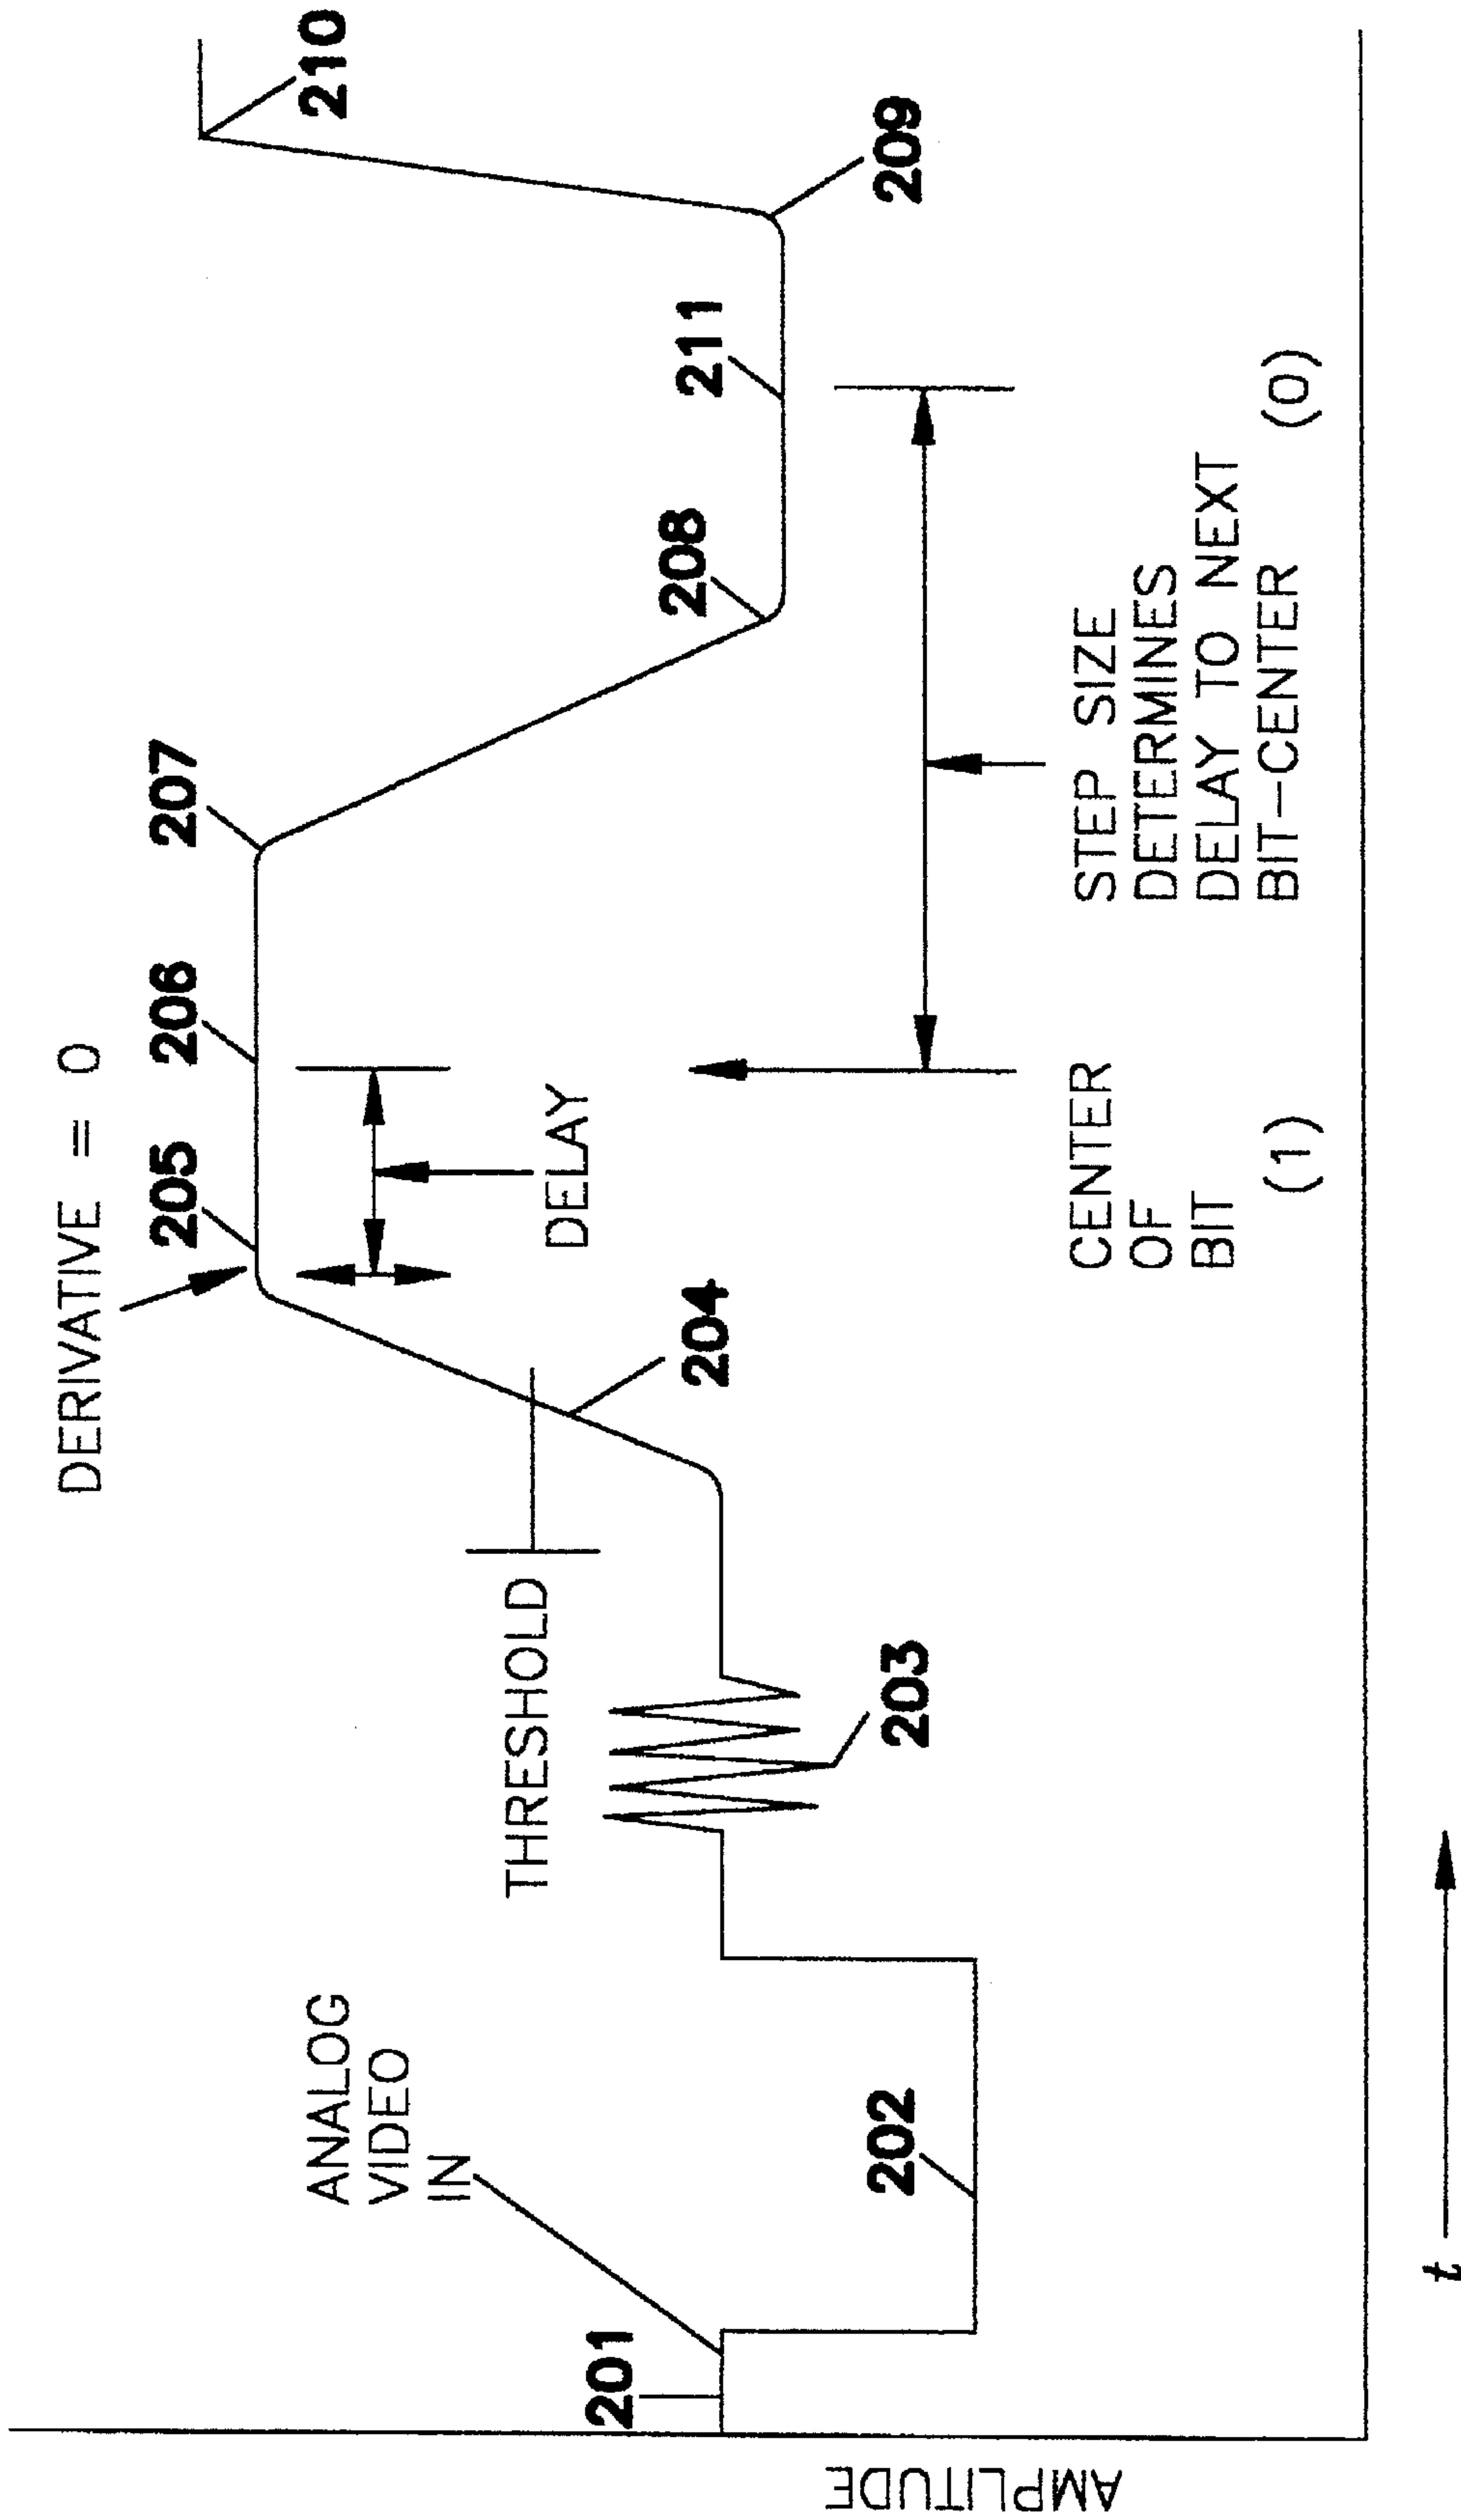 DERIVATIVE = 0
205
206
207
210
ANALOG
VIDEO
IN
201
THRESHOLD
DELAY
204
208
211
202
203
209
CENTER
OF
BIT
(1)
STEP SIZE
DETERMINES
DELAY TO NEXT
BIT-CENTER
(0)
AMPLITUDE
t